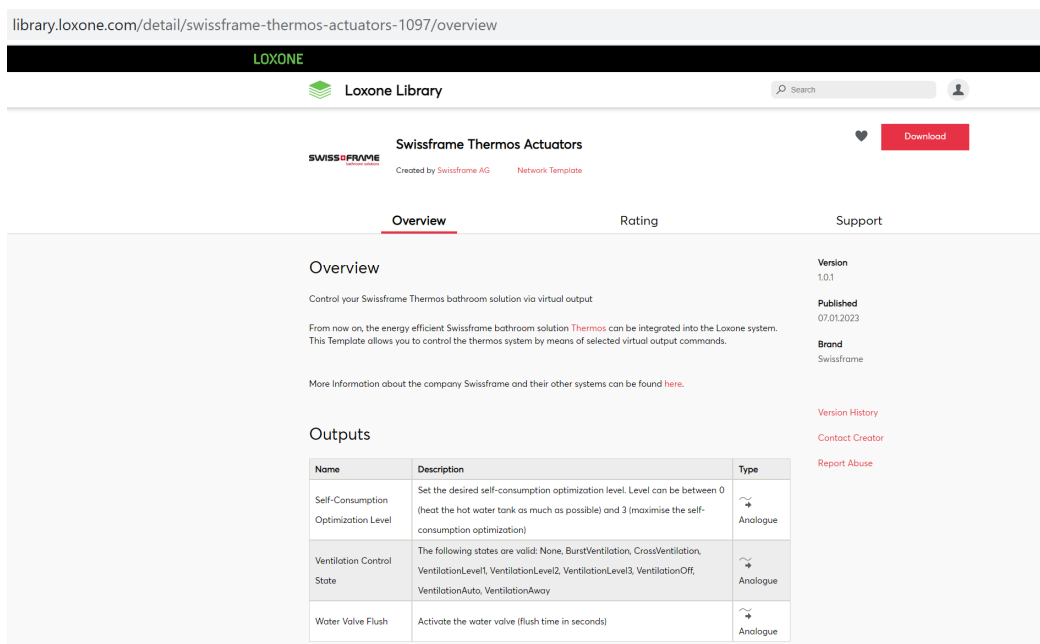 library.loxone.com/detail/swissframe-thermos-actuators-1097/overview
LOXONE
Loxone Library
Search
SWISS FRAME
bathroom solutions
Swissframe Thermos Actuators
Created by Swissframe AG Network Template
Download
Overview Rating Support
Overview
Control your Swissframe Thermos bathroom solution via virtual output
From now on, the energy efficient Swissframe bathroom solution Thermos can be integrated into the Loxone system.
This Template allows you to control the thermos system by means of selected virtual output commands.
More Information about the company Swissframe and their other systems can be found here.
Version
1.0.1
Published
07.01.2023
Brand
Swissframe
Version History
Contact Creator
Report Abuse
Outputs
Name Description Type
Self-Consumption
Optimization Level
Set the desired self-consumption optimization level. Level can be between 0
(heat the hot water tank as much as possible) and 3 (maximise the self-
consumption optimization)
Analogue
Ventilation Control
State
The following states are valid: None, BurstVentilation, CrossVentilation,
VentilationLevel1, VentilationLevel2, VentilationLevel3, VentilationOff,
VentilationAuto, VentilationAway
Analogue
Water Valve Flush
Activate the water valve (flush time in seconds)
Analogue